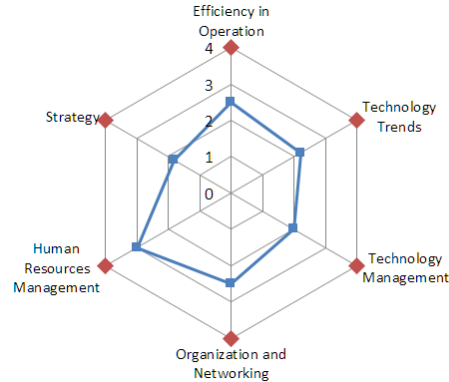 Efficiency in
Operation
4
3
2
1
0
Technology
Trends
Technology
Management
Organization and
Networking
Human
Resources
Management
Strategy